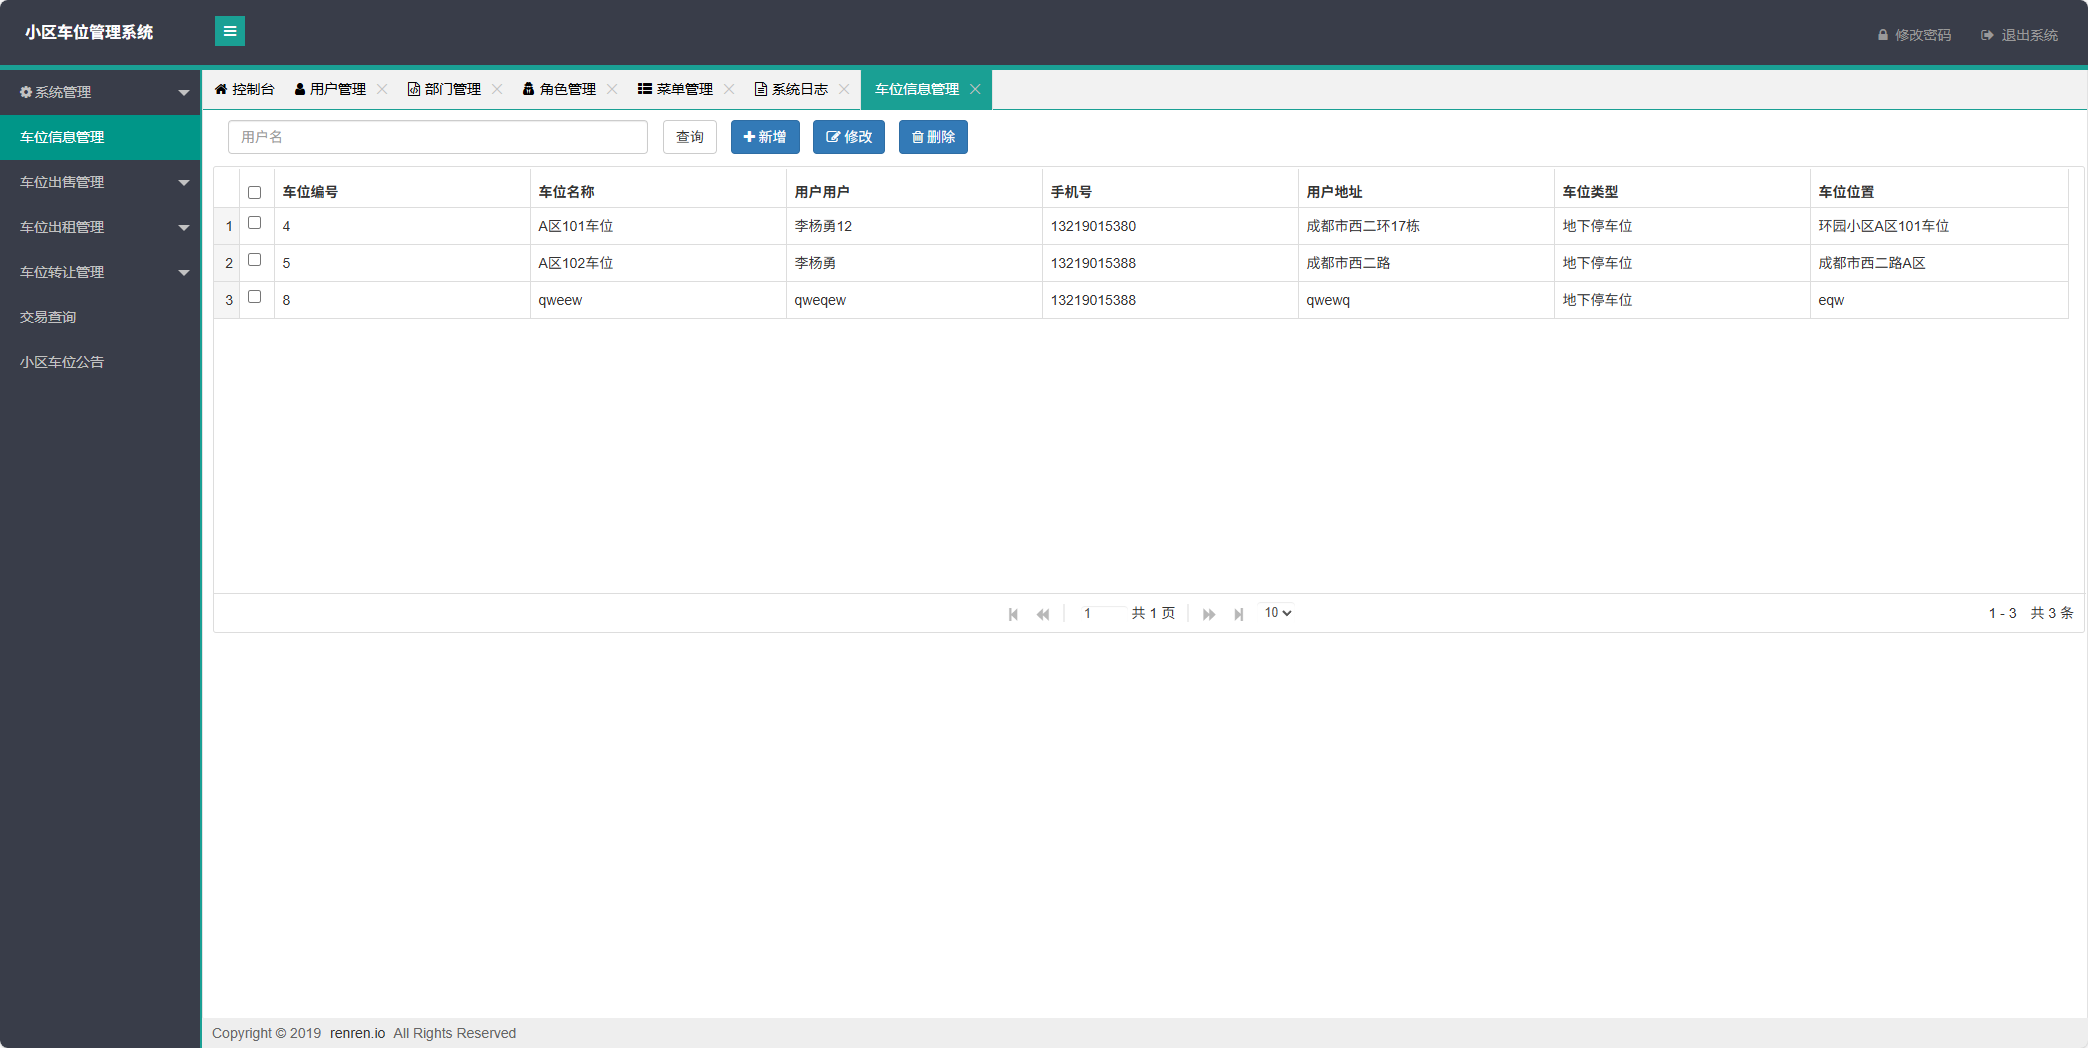 小区车位管理系统
修改密码 退出系统
系统管理
车位信息管理
车位出售管理
车位出租管理
车位转让管理
交易查询
小区车位公告
控制台 用户管理 部门管理 角色管理 菜单管理 系统日志 车位信息管理
用户名 查询 新增 修改 删除
车位编号 车位名称 用户用户 手机号 用户地址 车位类型 车位位置
1 4 A区101车位 李杨勇12 13219015380 成都市西二环17栋 地下停车位 环园小区A区101车位
2 5 A区102车位 李杨勇 13219015388 成都市西二路 地下停车位 成都市西二路A区
3 8 qweew qweqew 13219015388 qwewq 地下停车位 eqw
1 共 1 页 10 1 - 3 共 3 条
Copyright © 2019 renren.io All Rights Reserved